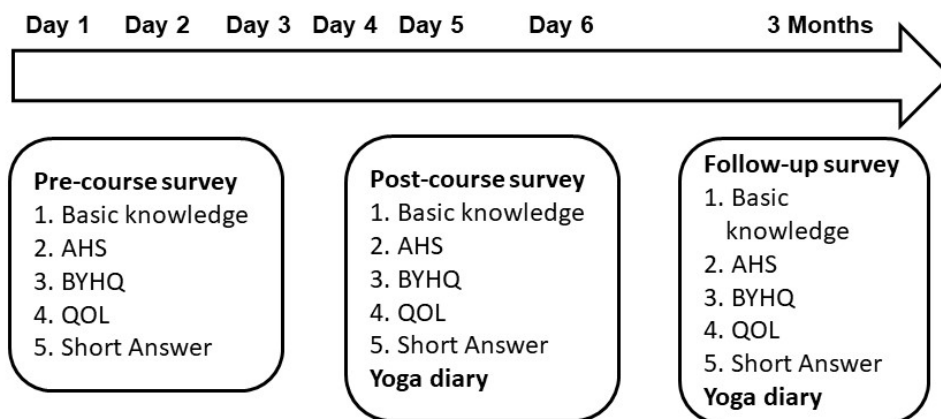 Day 1 Day 2 Day 3 Day 4 Day 5 Day 6 3 Months
Pre-course survey
1. Basic knowledge
2. AHS
3. BYHQ
4. QOL
5. Short Answer
Post-course survey
1. Basic knowledge
2. AHS
3. BYHQ
4. QOL
5. Short Answer
Yoga diary
Follow-up survey
1. Basic
knowledge
2. AHS
3. BYHQ
4. QOL
5. Short Answer
Yoga diary